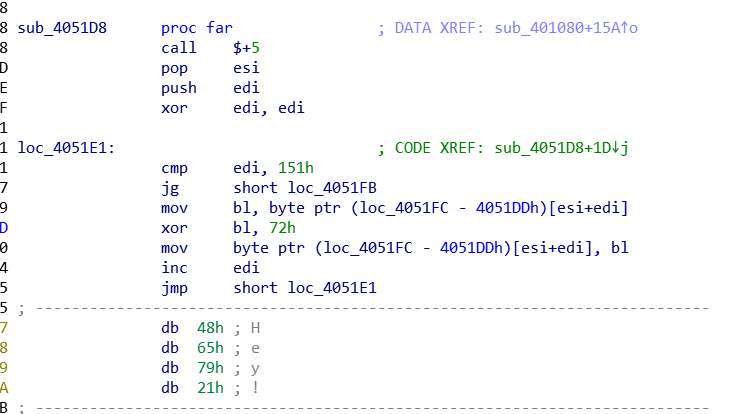 8
8 sub_4051D8 proc far ; DATA XREF: sub_401080+15A↑o
8 call $+5
D pop esi
E push edi
F xor edi, edi
1
1 loc_4051E1: ; CODE XREF: sub_4051D8+1D↓j
1 cmp edi, 151h
7 jg short loc_4051FB
9 mov bl, byte ptr (loc_4051FC - 4051DDh)[esi+edi]
D xor bl, 72h
0 mov byte ptr (loc_4051FC - 4051DDh)[esi+edi], bl
4 inc edi
5 jmp short loc_4051E1
5 ; ---------------------------------------------------------------------------
7 db 48h ; H
8 db 65h ; e
9 db 79h ; y
A db 21h ; !
B ; ---------------------------------------------------------------------------